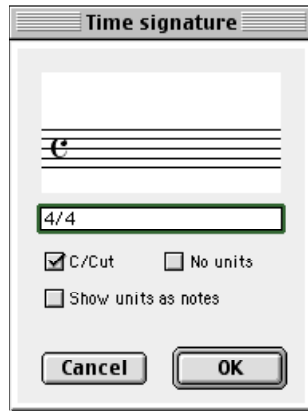 Time signature
4/4
C/Cut No units
Show units as notes
Cancel OK